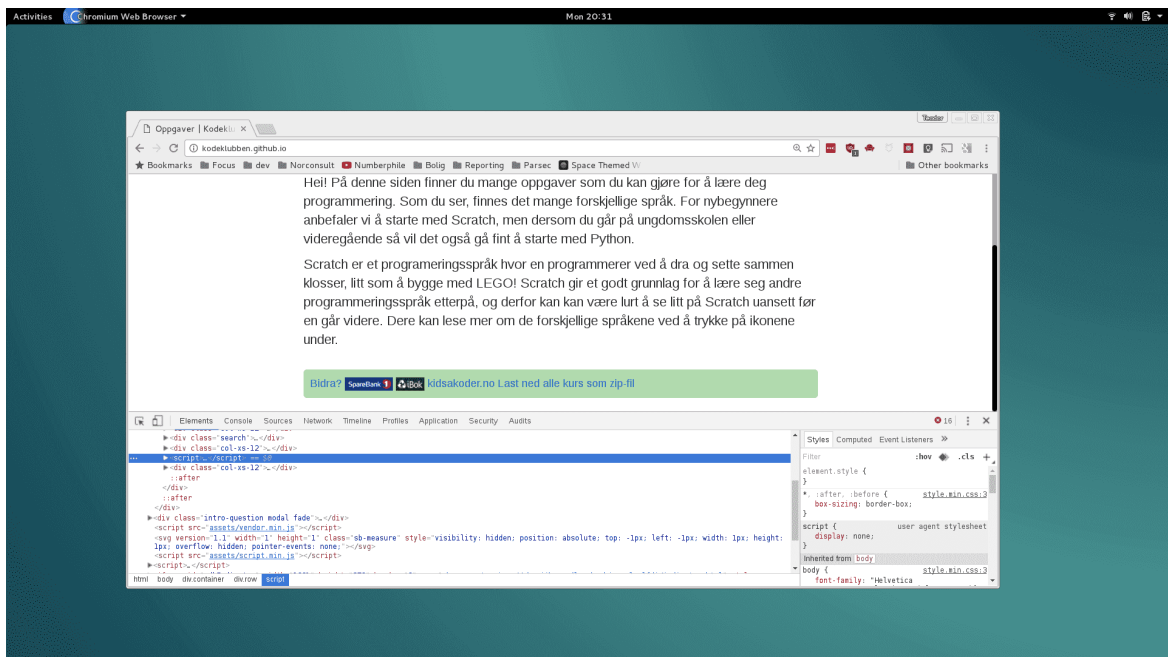 Activities Chromium Web Browser Mon 20:31
Oppgaver | Kodeklu
kodeklubben.github.io
Bookmarks Focus dev Norconsult Numberphile Bolig Reporting Parsec Space Themed W Other bookmarks
Hei! På denne siden finner du mange oppgaver som du kan gjøre for å lære deg
programmering. Som du ser, finnes det mange forskjellige språk. For nybegynnere
anbefaler vi å starte med Scratch, men dersom du går på ungdomsskolen eller
videregående så vil det også gå fint å starte med Python.
Scratch er et programeringsspråk hvor en programmerer ved å dra og sette sammen
klosser, litt som å bygge med LEGO! Scratch gir et godt grunnlag for å lære seg andre
programmeringsspråk etterpå, og derfor kan kan være lurt å se litt på Scratch uansett før
en går videre. Dere kan lese mer om de forskjellige språkene ved å trykke på ikonene
under.
Bidra? SpareBank 1 iBok kidsakoder.no Last ned alle kurs som zip-fil
Elements Console Sources Network Timeline Profiles Application Security Audits 16
<div class="search">…</div>
<div class="col-xs-12">…</div>
<script>…</script> == $0
<div class="col-xs-12">…</div>
::after
</div>
::after
</div>
<div class="intro-question modal fade">…</div>
<script src="assets/vendor.min.js"></script>
<svg version="1.1" width="1" height="1" class="sb-measure" style="visibility: hidden; position: absolute; top: -1px; left: -1px; width: 1px; height:
1px; overflow: hidden; pointer-events: none;"></svg>
<script src="assets/script.min.js"></script>
<script>…</script>
html body div.container div.row script
Styles Computed Event Listeners
Filter :hov .cls +
element.style {
}
*, :after, :before { style.min.css:3
box-sizing: border-box;
}
script { user agent stylesheet
display: none;
}
Inherited from body
body { style.min.css:3
font-family: "Helvetica